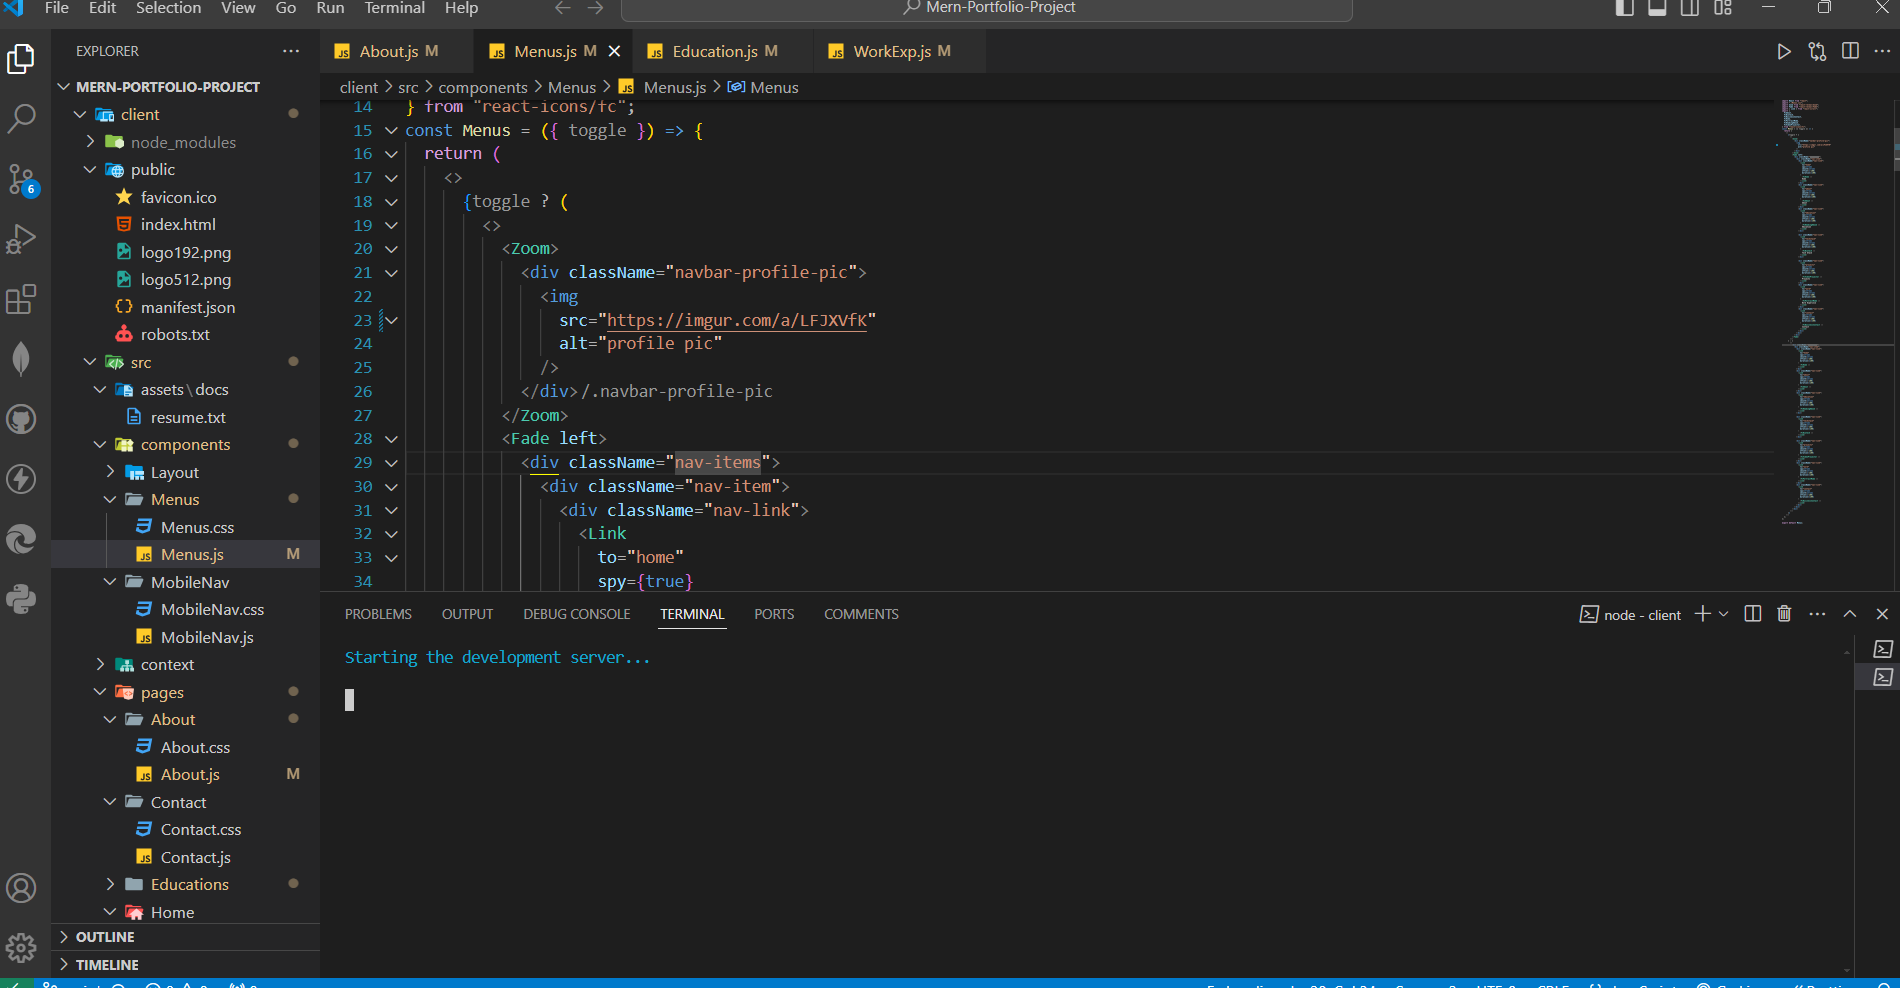 File Edit Selection View Go Run Terminal Help
Mern-Portfolio-Project
EXPLORER
MERN-PORTFOLIO-PROJECT
client
node_modules
public
favicon.ico
index.html
logo192.png
logo512.png
manifest.json
robots.txt
src
assets\docs
resume.txt
components
Layout
Menus
Menus.css
Menus.js M
MobileNav
MobileNav.css
MobileNav.js
context
pages
About
About.css
About.js M
Contact
Contact.css
Contact.js
Educations
Home
OUTLINE
TIMELINE
6
About.js M
Menus.js M
Education.js M
WorkExp.js M
client > src > components > Menus > Menus.js > Menus
14 } from "react-icons/fc";
15 const Menus = ({ toggle }) => {
16 return (
17 <>
18 {toggle ? (
19 <>
20 <Zoom>
21 <div className="navbar-profile-pic">
22 <img
23 src="https://imgur.com/a/LFJXVfK"
24 alt="profile pic"
25 />
26 </div>/.navbar-profile-pic
27 </Zoom>
28 <Fade left>
29 <div className="nav-items">
30 <div className="nav-item">
31 <div className="nav-link">
32 <Link
33 to="home"
34 spy={true}
PROBLEMS OUTPUT DEBUG CONSOLE TERMINAL PORTS COMMENTS
node - client
Starting the development server...